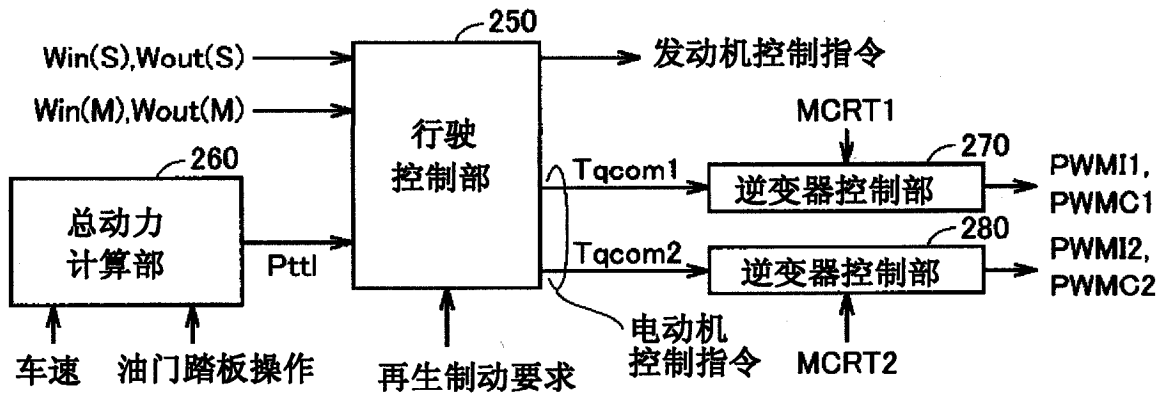 250
Win(S),Wout(S)
发动机控制指令
Win(M),Wout(M)
行驶
控制部
MCRT1
260
270
总动力
计算部
Tqcom1
逆变器控制部
PWMI1,
PWMC1
Pttl
280
Tqcom2
逆变器控制部
PWMI2,
PWMC2
电动机
控制指令
车速
油门踏板操作
再生制动要求
MCRT2